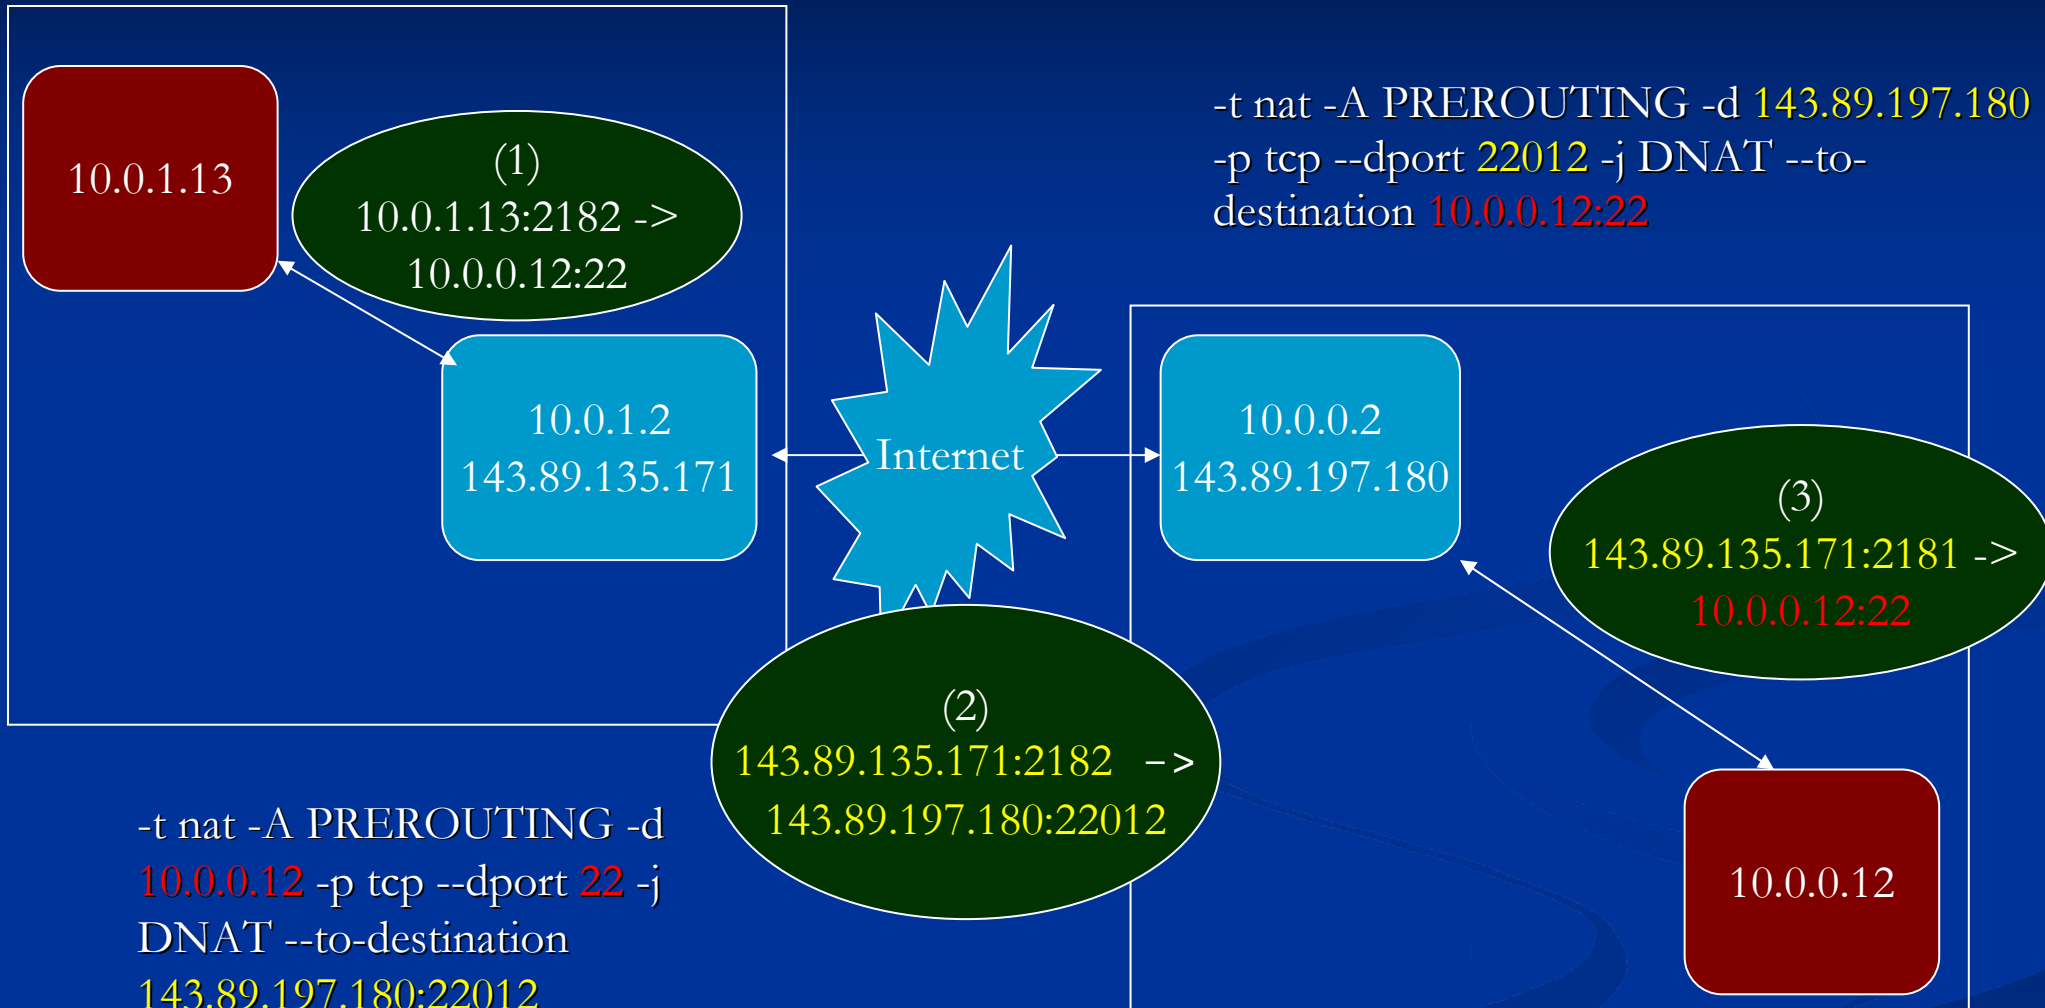 10.0.1.13
(1)
10.0.1.13:2182 ->
10.0.0.12:22
-t nat -A PREROUTING -d 143.89.197.180
-p tcp --dport 22012 -j DNAT --to-
destination 10.0.0.12:22
10.0.1.2
143.89.135.171
Internet
10.0.0.2
143.89.197.180
(3)
143.89.135.171:2181 ->
10.0.0.12:22
(2)
143.89.135.171:2182 ->
143.89.197.180:22012
-t nat -A PREROUTING -d
10.0.0.12 -p tcp --dport 22 -j
DNAT --to-destination
143.89.197.180:22012
10.0.0.12